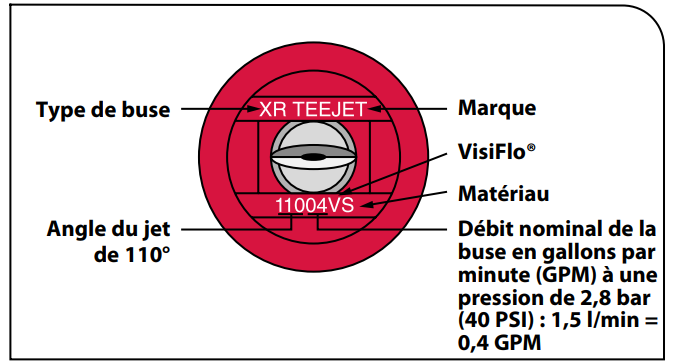 Type de buse
XR TEEJET
Marque
VisiFlo®
Matériau
11004VS
Angle du jet
de 110°
Débit nominal de la
buse en gallons par
minute (GPM) à une
pression de 2,8 bar
(40 PSI) : 1,5 l/min =
0,4 GPM